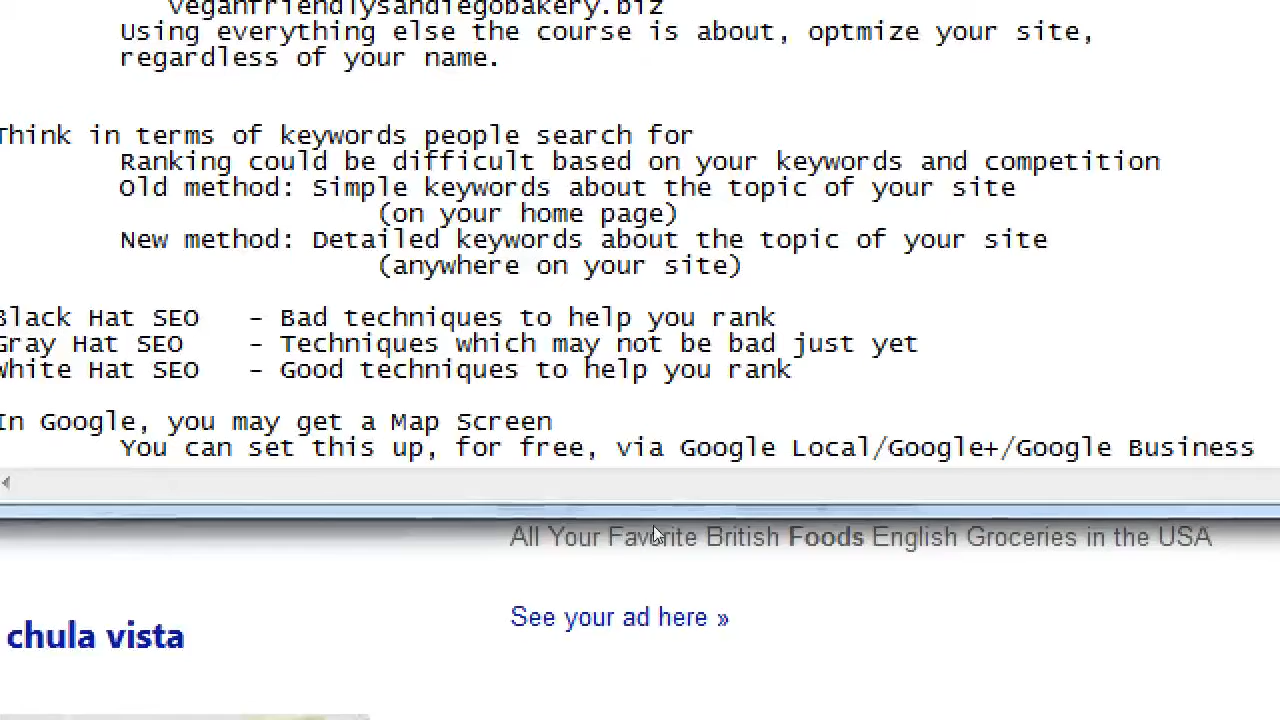 veganfriendlysandiegobakery.biz
Using everything else the course is about, optmize your site,
regardless of your name.
Think in terms of keywords people search for
Ranking could be difficult based on your keywords and competition
Old method: Simple keywords about the topic of your site
(on your home page)
New method: Detailed keywords about the topic of your site
(anywhere on your site)
Black Hat SEO - Bad techniques to help you rank
Gray Hat SEO - Techniques which may not be bad just yet
White Hat SEO - Good techniques to help you rank
In Google, you may get a Map Screen
You can set this up, for free, via Google Local/Google+/Google Business
All Your Favorite British Foods English Groceries in the USA
See your ad here »
chula vista